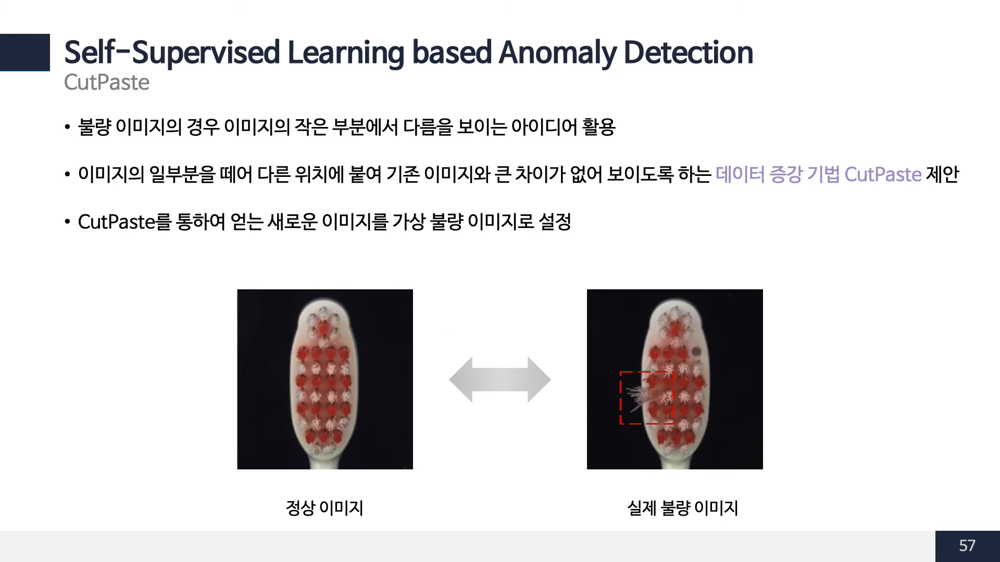 Self-Supervised Learning based Anomaly Detection
CutPaste
• 불량 이미지의 경우 이미지의 작은 부분에서 다름을 보이는 아이디어 활용
• 이미지의 일부분을 떼어 다른 위치에 붙여 기존 이미지와 큰 차이가 없어 보이도록 하는 데이터 증강 기법 CutPaste 제안
• CutPaste를 통하여 얻는 새로운 이미지를 가상 불량 이미지로 설정
정상 이미지
실제 불량 이미지
57